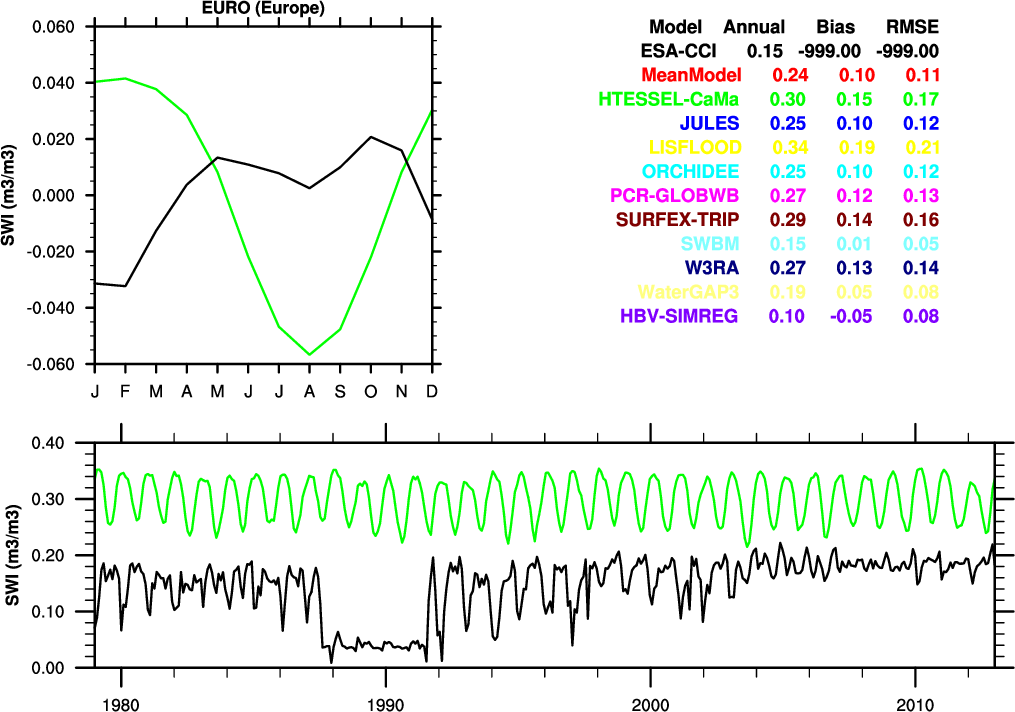 EURO (Europe)
0.060
0.040
0.020
0.000
-0.020
-0.040
-0.060
SWI (m3/m3)
J F M A M J J A S O N D
Model Annual Bias RMSE
ESA-CCI 0.15 -999.00 -999.00
MeanModel 0.24 0.10 0.11
HTESSEL-CaMa 0.30 0.15 0.17
JULES 0.25 0.10 0.12
LISFLOOD 0.34 0.19 0.21
ORCHIDEE 0.25 0.10 0.12
PCR-GLOBWB 0.27 0.12 0.13
SURFEX-TRIP 0.29 0.14 0.16
SWBM 0.15 0.01 0.05
W3RA 0.27 0.13 0.14
WaterGAP3 0.19 0.05 0.08
HBV-SIMREG 0.10 -0.05 0.08
0.40
0.30
0.20
0.10
0.00
SWI (m3/m3)
1980 1990 2000 2010